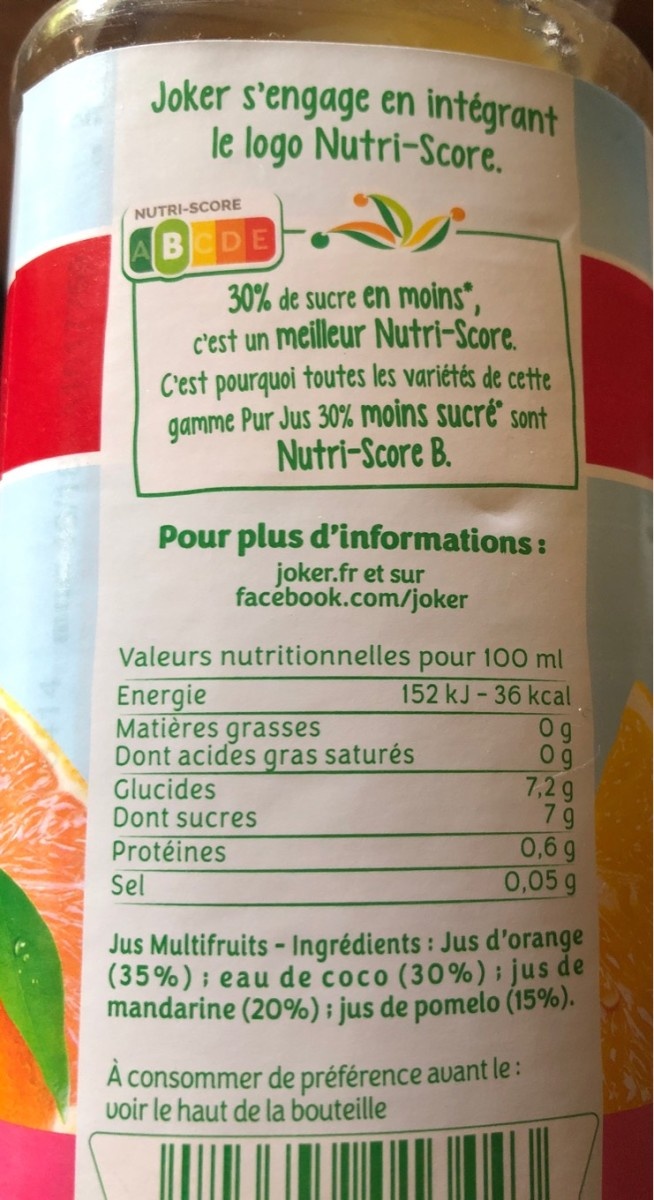 Joker s'engage en intégrant
le logo Nutri-Score.
NUTRI-SCORE
A B C D E
30% de sucre en moins*,
c'est un meilleur Nutri-Score.
C'est pourquoi toutes les variétés de cette
gamme Pur Jus 30% moins sucré* sont
Nutri-Score B.
Pour plus d'informations :
joker.fr et sur
facebook.com/joker
Valeurs nutritionnelles pour 100 ml
Energie 152 kJ - 36 kcal
Matières grasses 0 g
Dont acides gras saturés 0 g
Glucides 7,2 g
Dont sucres 7 g
Protéines 0,6 g
Sel 0,05 g
Jus Multifruits - Ingrédients : Jus d'orange
(35%) ; eau de coco (30%) ; jus de
mandarine (20%) ; jus de pomelo (15%).
À consommer de préférence avant le :
voir le haut de la bouteille